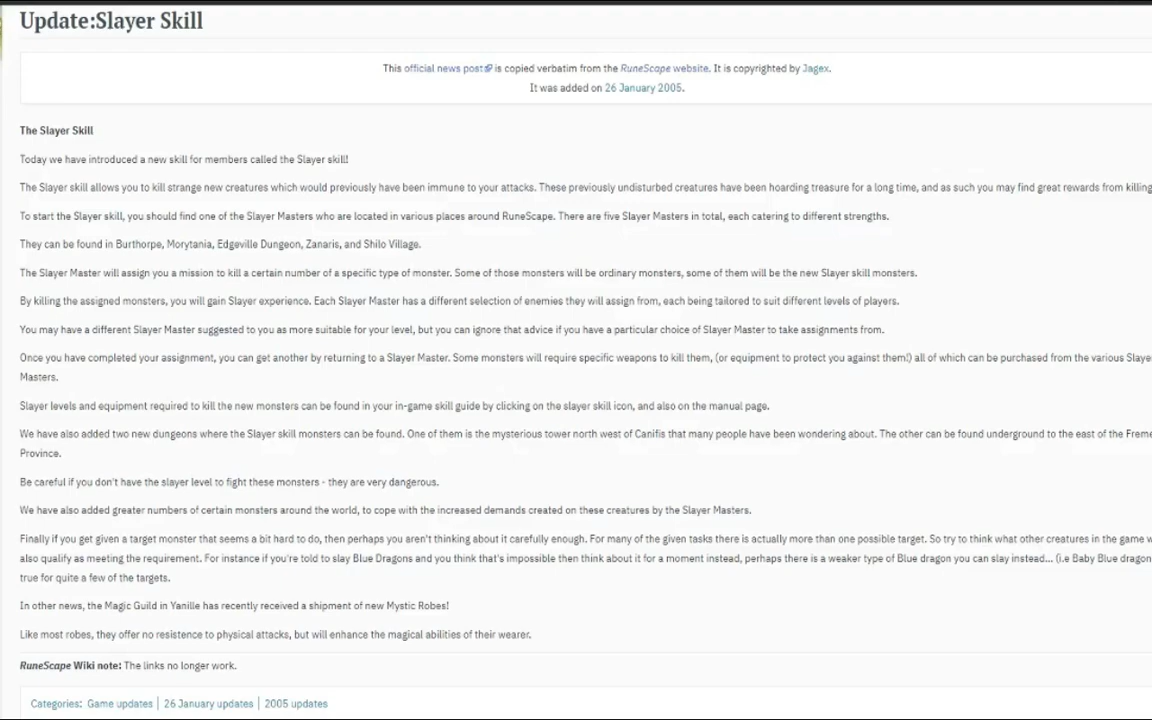 Update:Slayer Skill
This official news post is copied verbatim from the RuneScape website. It is copyrighted by Jagex.
It was added on 26 January 2005.
The Slayer Skill
Today we have introduced a new skill for members called the Slayer skill!
The Slayer skill allows you to kill strange new creatures which would previously have been immune to your attacks. These previously undisturbed creatures have been hoarding treasure for a long time, and as such you may find great rewards from killing
To start the Slayer skill, you should find one of the Slayer Masters who are located in various places around RuneScape. There are five Slayer Masters in total, each catering to different strengths.
They can be found in Burthorpe, Morytania, Edgeville Dungeon, Zanaris, and Shilo Village.
The Slayer Master will assign you a mission to kill a certain number of a specific type of monster. Some of those monsters will be ordinary monsters, some of them will be the new Slayer skill monsters.
By killing the assigned monsters, you will gain Slayer experience. Each Slayer Master has a different selection of enemies they will assign from, each being tailored to suit different levels of players.
You may have a different Slayer Master suggested to you as more suitable for your level, but you can ignore that advice if you have a particular choice of Slayer Master to take assignments from.
Once you have completed your assignment, you can get another by returning to a Slayer Master. Some monsters will require specific weapons to kill them, (or equipment to protect you against them!) all of which can be purchased from the various Slaye
Masters.
Slayer levels and equipment required to kill the new monsters can be found in your in-game skill guide by clicking on the slayer skill icon, and also on the manual page.
We have also added two new dungeons where the Slayer skill monsters can be found. One of them is the mysterious tower north west of Canifis that many people have been wondering about. The other can be found underground to the east of the Freme
Province.
Be careful if you don't have the slayer level to fight these monsters - they are very dangerous.
We have also added greater numbers of certain monsters around the world, to cope with the increased demands created on these creatures by the Slayer Masters.
Finally if you get given a target monster that seems a bit hard to do, then perhaps you aren't thinking about it carefully enough. For many of the given tasks there is actually more than one possible target. So try to think what other creatures in the game w
also qualify as meeting the requirement. For instance if you're told to slay Blue Dragons and you think that's impossible then think about it for a moment instead, perhaps there is a weaker type of Blue dragon you can slay instead... (i.e Baby Blue dragon
true for quite a few of the targets.
In other news, the Magic Guild in Yanille has recently received a shipment of new Mystic Robes!
Like most robes, they offer no resistance to physical attacks, but will enhance the magical abilities of their wearer.
RuneScape Wiki note: The links no longer work.
Categories: Game updates | 26 January updates | 2005 updates